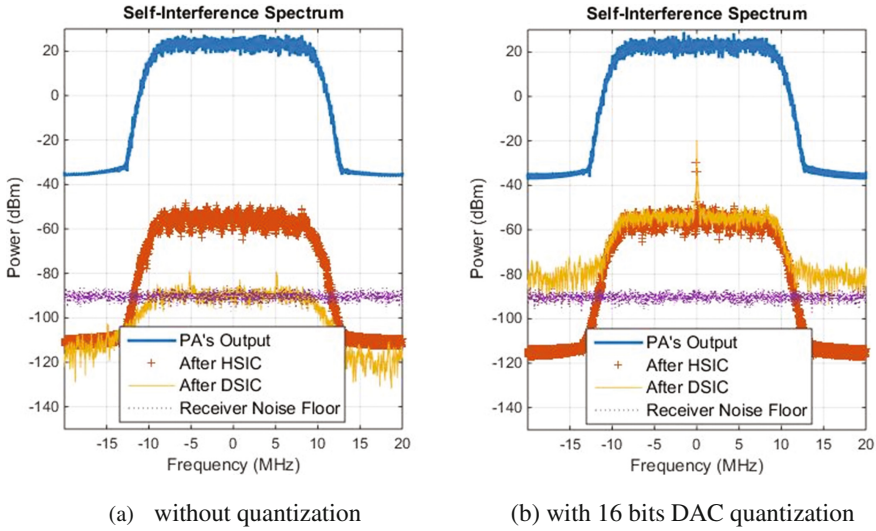 Self-Interference Spectrum
20
0
-20
-40
-60
-80
-100
-120
-140
Power (dBm)
-15 -10 -5 0 5 10 15 20
Frequency (MHz)
PA's Output
After HSIC
After DSIC
Receiver Noise Floor
(a) without quantization
Self-Interference Spectrum
20
0
-20
-40
-60
-80
-100
-120
-140
Power (dBm)
-15 -10 -5 0 5 10 15 20
Frequency (MHz)
PA's Output
After HSIC
After DSIC
Receiver Noise Floor
(b) with 16 bits DAC quantization